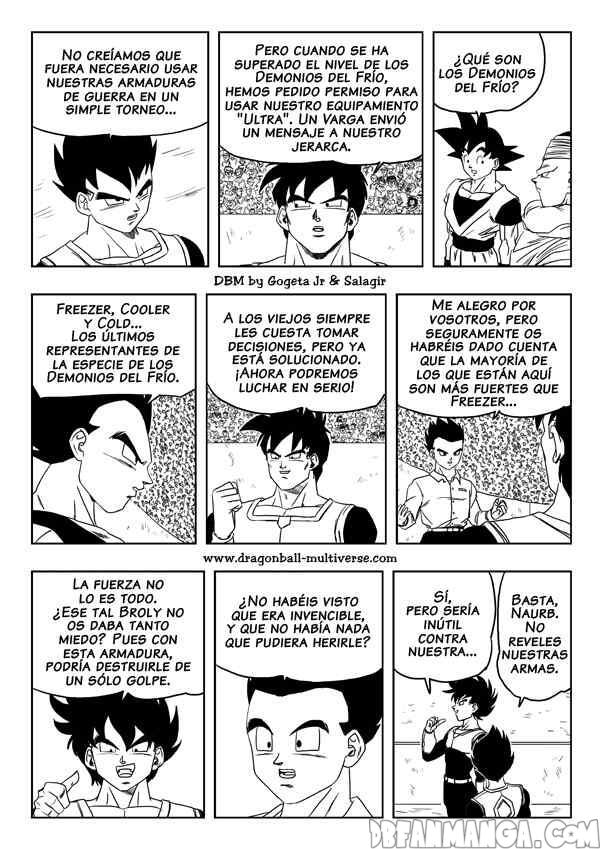 No creíamos que
fuera necesario usar
nuestras armaduras
de guerra en un
simple torneo...
Pero cuando se ha
superado el nivel de los
Demonios del Frío,
hemos pedido permiso para
usar nuestro equipamiento
"Ultra". Un Varga envió
un mensaje a nuestro
jerarca.
¿Qué son
los Demonios
del Frío?
DBM by Gogeta Jr & Salagir
Freezer, Cooler
y Cold...
Los últimos
representantes de
la especie de los
Demonios del Frío.
A los viejos siempre
les cuesta tomar
decisiones, pero ya
está solucionado.
¡Ahora podremos
luchar en serio!
Me alegro por
vosotros, pero
seguramente os
habréis dado cuenta
que la mayoría de
los que están aquí
son más fuertes que
Freezer...
www.dragonball-multiverse.com
La fuerza no
lo es todo.
¿Ese tal Broly no
os daba tanto
miedo? Pues con
esta armadura,
podría destruirle de
un sólo golpe.
¿No habéis visto
que era invencible,
y que no había nada
que pudiera herirle?
Sí,
pero sería
inútil
contra
nuestra...
Basta,
Naurb.
No
reveles
nuestras
armas.
DBFANMANGA.COM